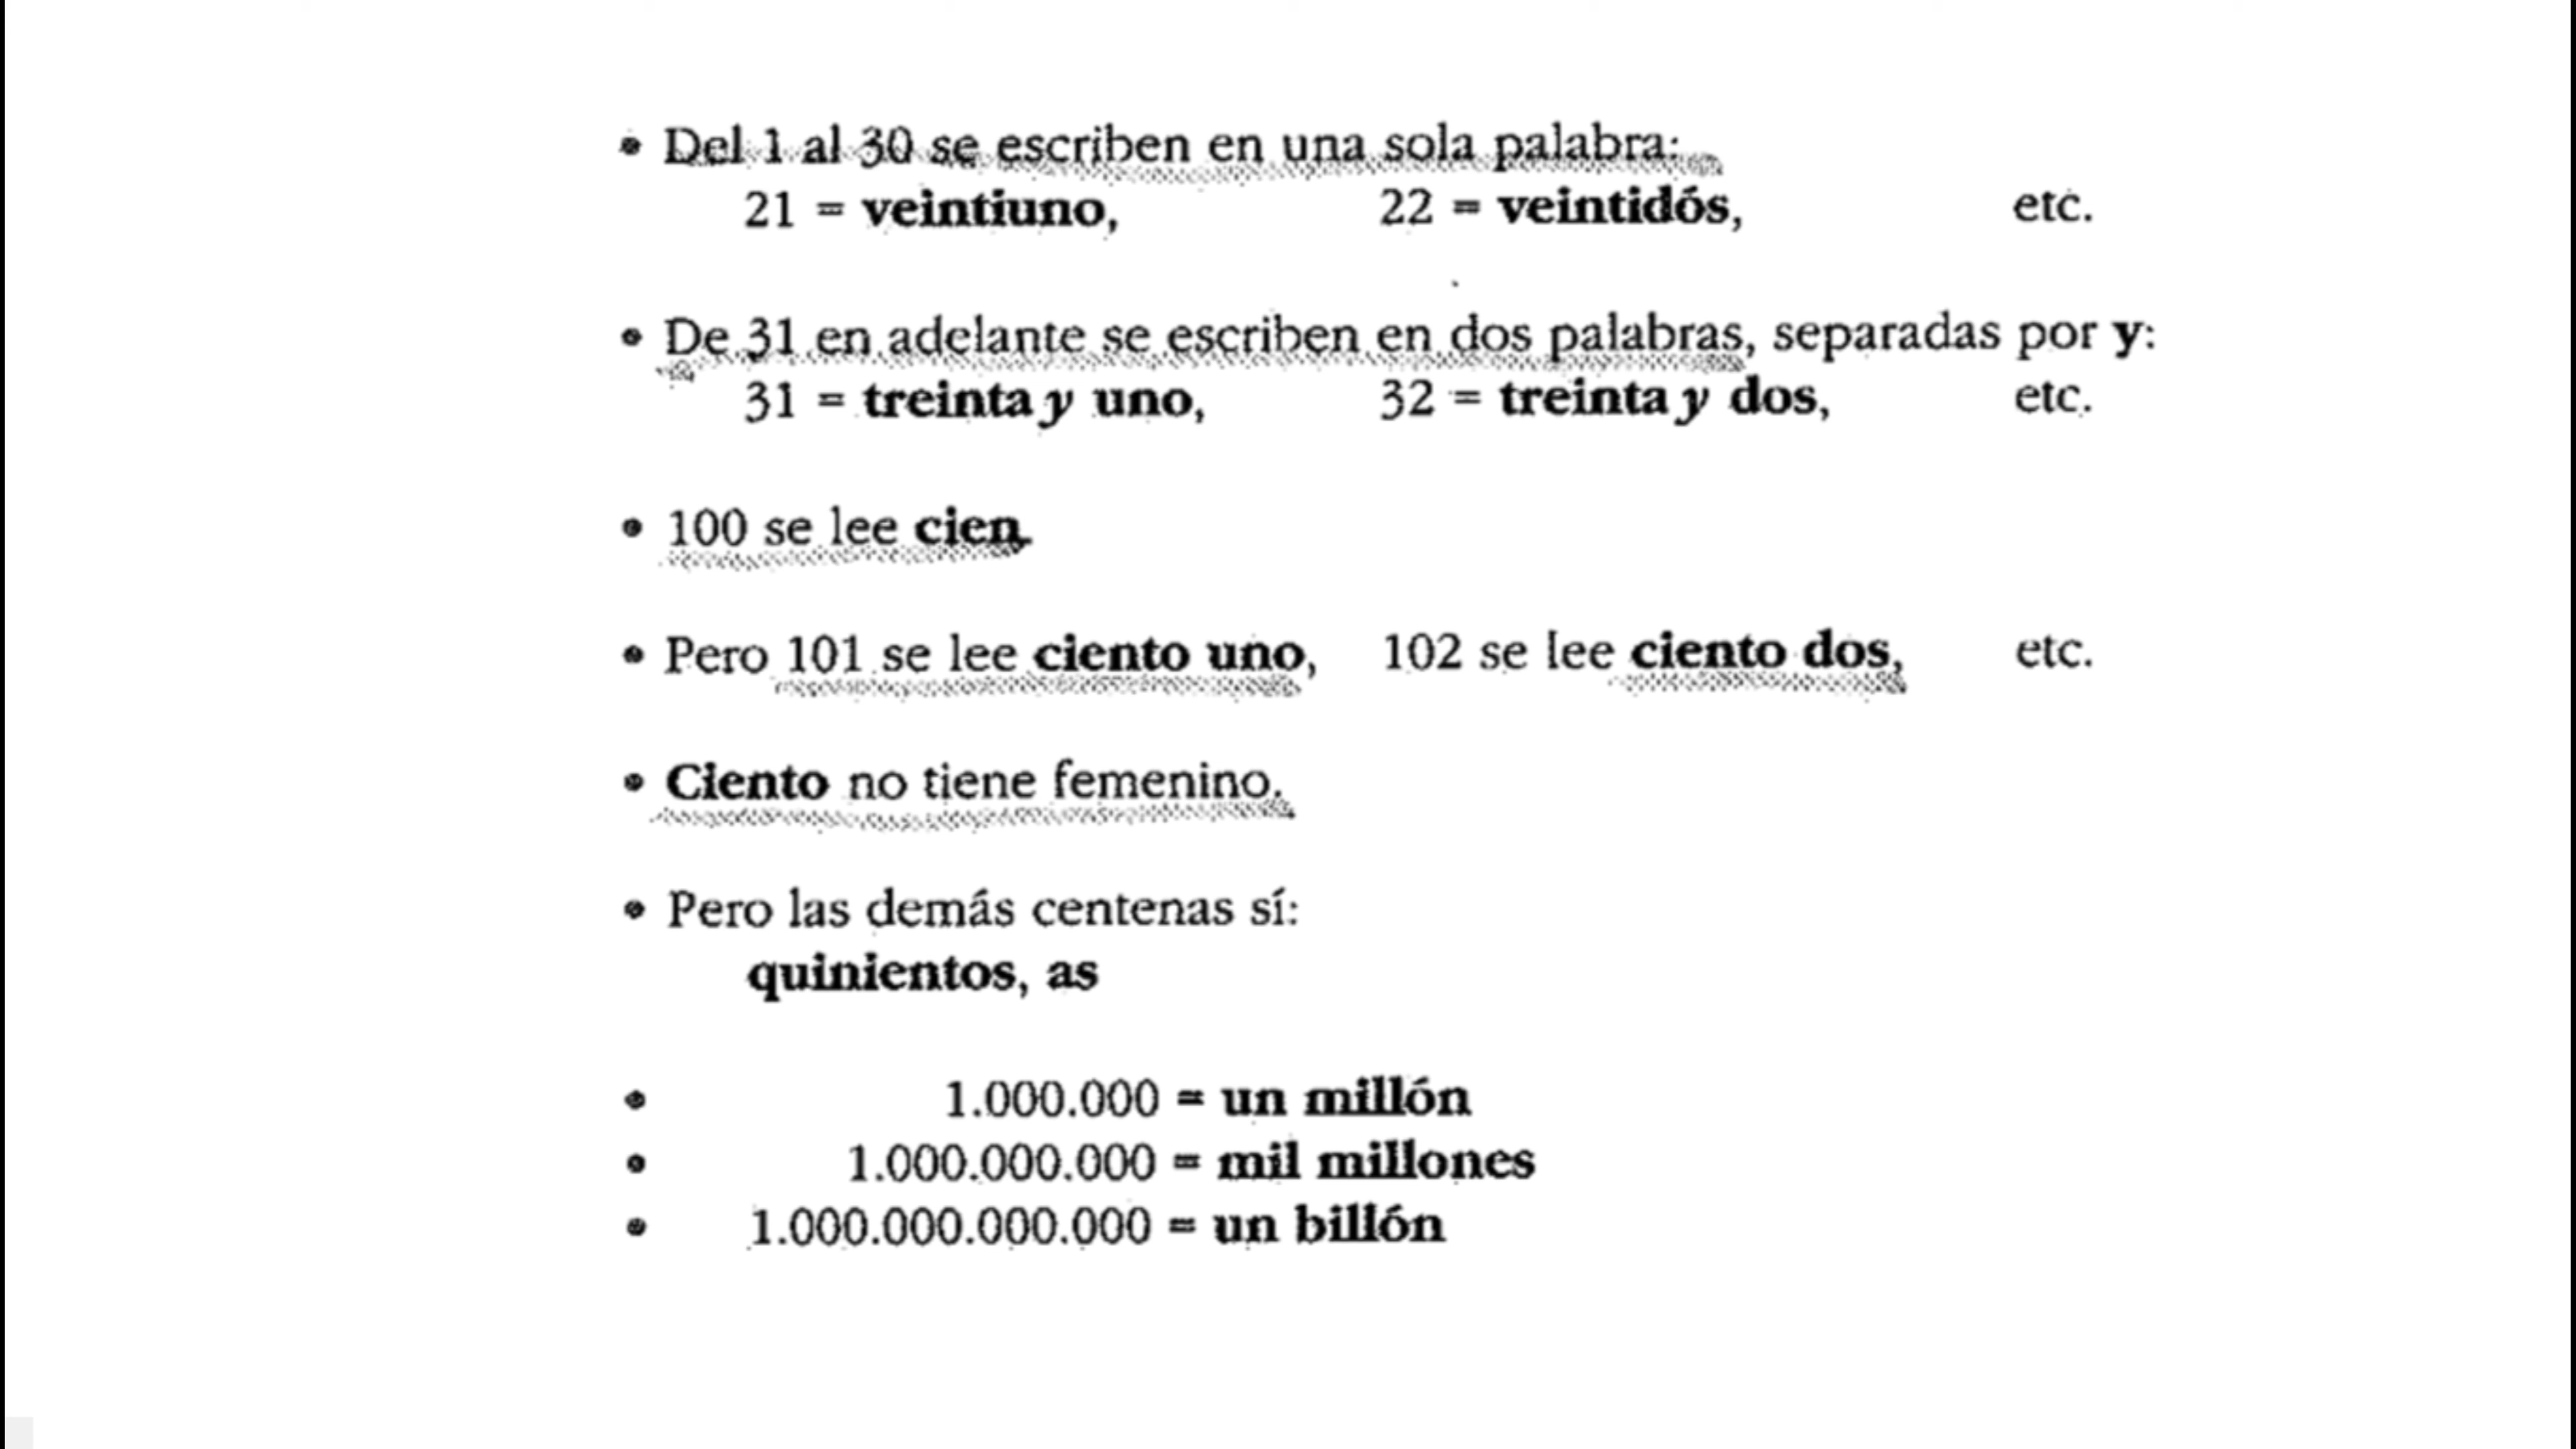 • Del 1 al 30 se escriben en una sola palabra:
21 = veintiuno, 22 = veintidós, etc.
• De 31 en adelante se escriben en dos palabras, separadas por y:
31 = treinta y uno, 32 = treinta y dos, etc.
• 100 se lee cien.
• Pero 101 se lee ciento uno, 102 se lee ciento dos, etc.
• Ciento no tiene femenino.
• Pero las demás centenas sí:
quinientos, as
• 1.000.000 = un millón
• 1.000.000.000 = mil millones
• 1.000.000.000.000 = un billón